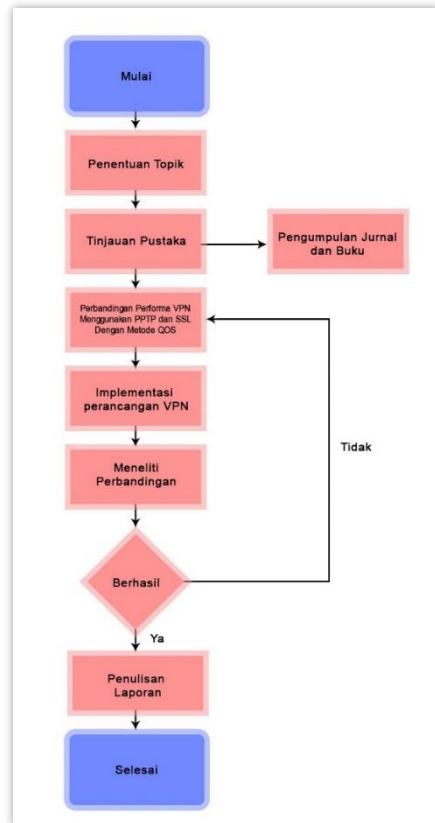 Mulai
Penentuan Topik
Tinjauan Pustaka
Pengumpulan Jurnal
dan Buku
Perbandingan Performa VPN
Menggunakan PPTP dan SSL
Dengan Metode QOS
Implementasi
perancangan VPN
Meneliti
Perbandingan
Tidak
Berhasil
Ya
Penulisan
Laporan
Selesai